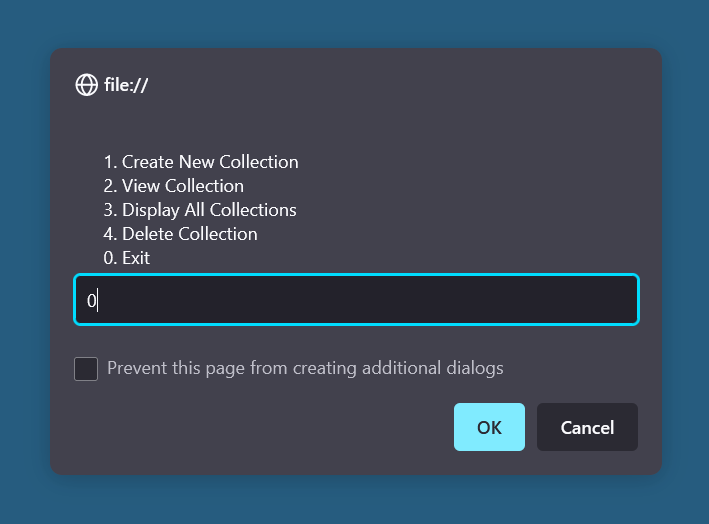 file://
1. Create New Collection
2. View Collection
3. Display All Collections
4. Delete Collection
0. Exit
0
Prevent this page from creating additional dialogs
OK Cancel